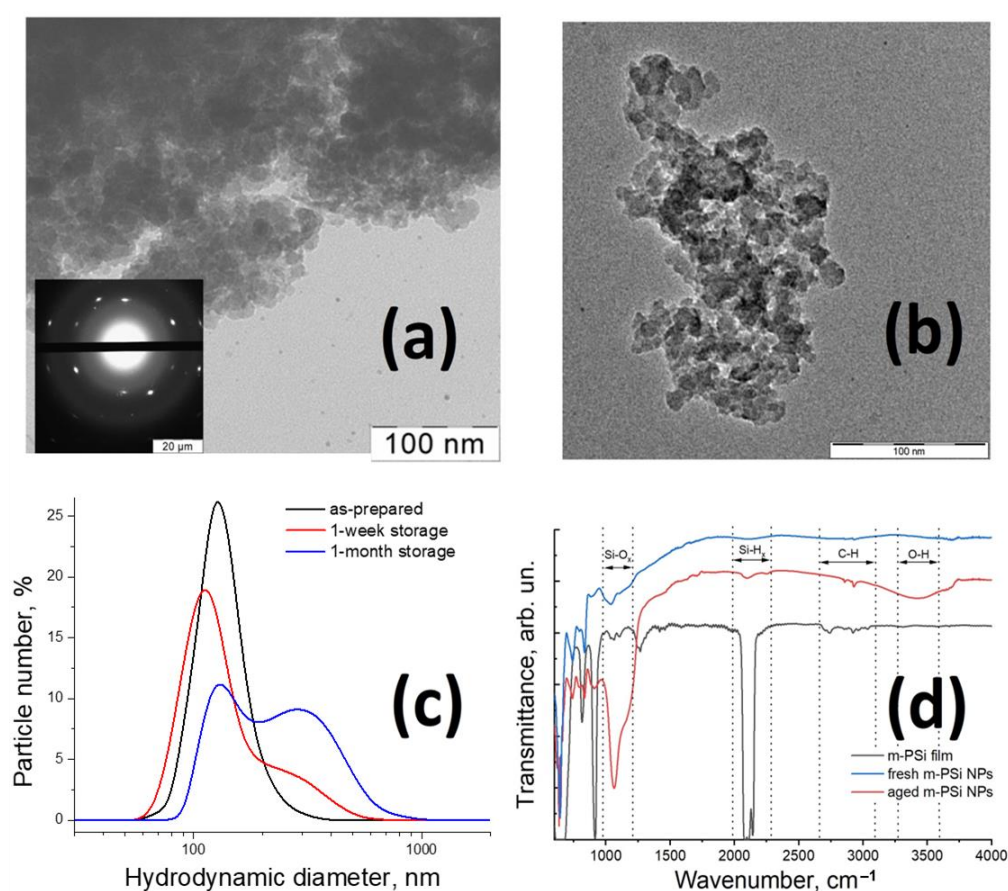 (a)
20 µm
100 nm
(b)
100 nm
Particle number, %
25
20
15
10
5
0
as-prepared
1-week storage
1-month storage
(c)
100
1000
Hydrodynamic diameter, nm
Transmittance, arb. un.
Si-Oₓ
Si-Hₓ
C-H
O-H
(d)
m-PSi film
fresh m-PSi NPs
aged m-PSi NPs
1000 1500 2000 2500 3000 3500 4000
Wavenumber, cm⁻¹